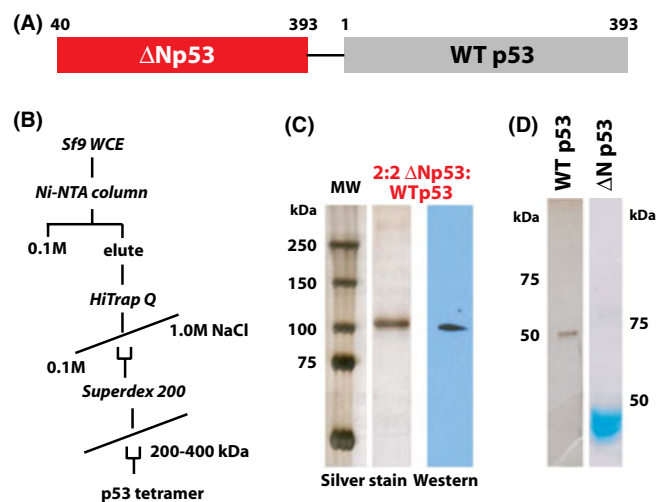 (A)
40 393 1 393
ΔNp53 WT p53
(B)
Sf9 WCE
Ni-NTA column
0.1M elute
HiTrap Q
1.0M NaCl
0.1M
Superdex 200
200-400 kDa
p53 tetramer
(C)
2:2 ΔNp53:
WTp53
MW
kDa
250
150
100
75
Silver stain Western
(D)
WT p53
ΔN p53
kDa
75
50
kDa
75
50